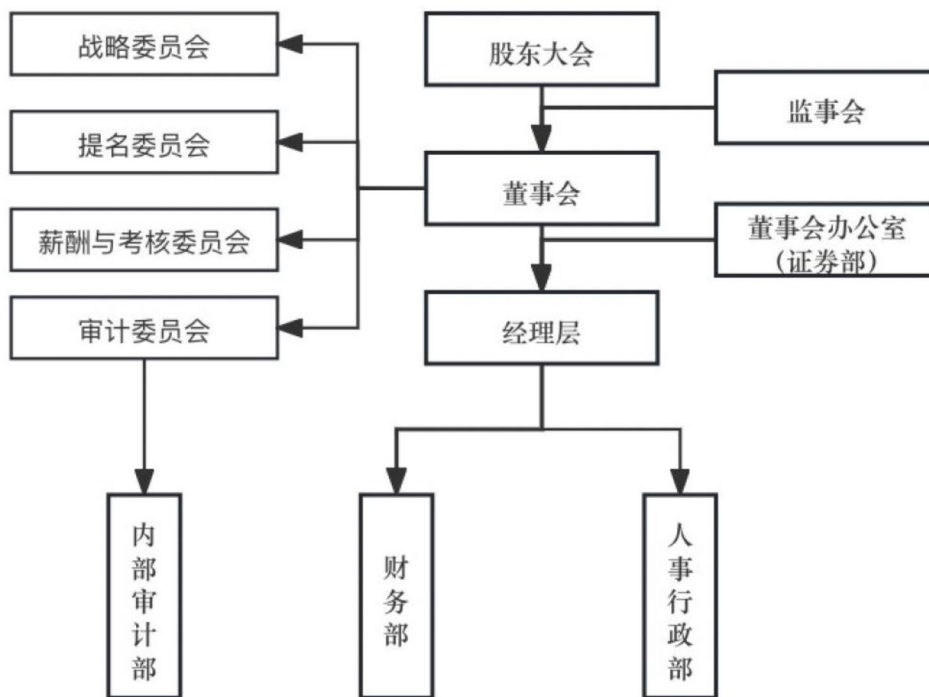 战略委员会
股东大会
监事会
提名委员会
董事会
薪酬与考核委员会
董事会办公室
（证券部）
审计委员会
经理层
内部审计部
财务部
人事行政部